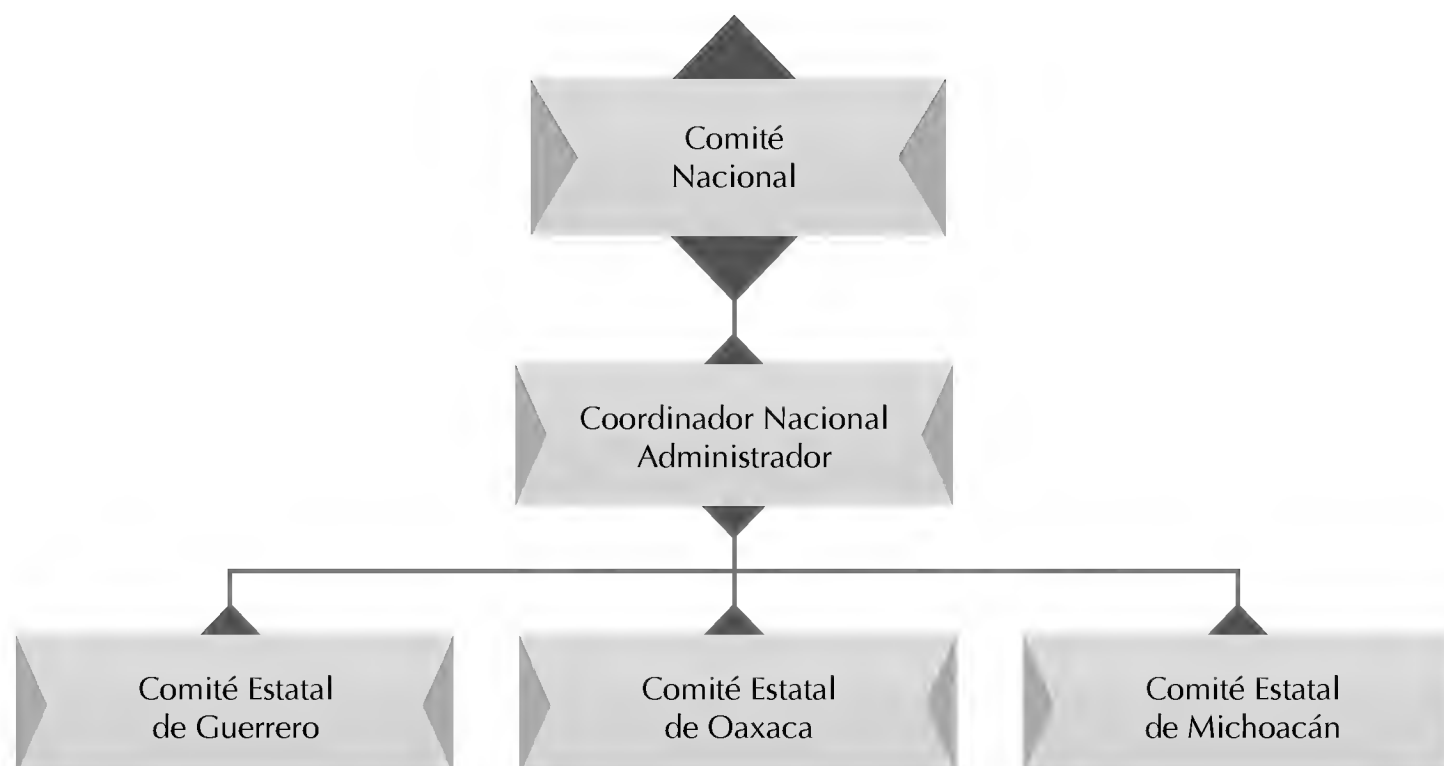 Comité
Nacional
Coordinador Nacional
Administrador
Comité Estatal
de Guerrero
Comité Estatal
de Oaxaca
Comité Estatal
de Michoacán